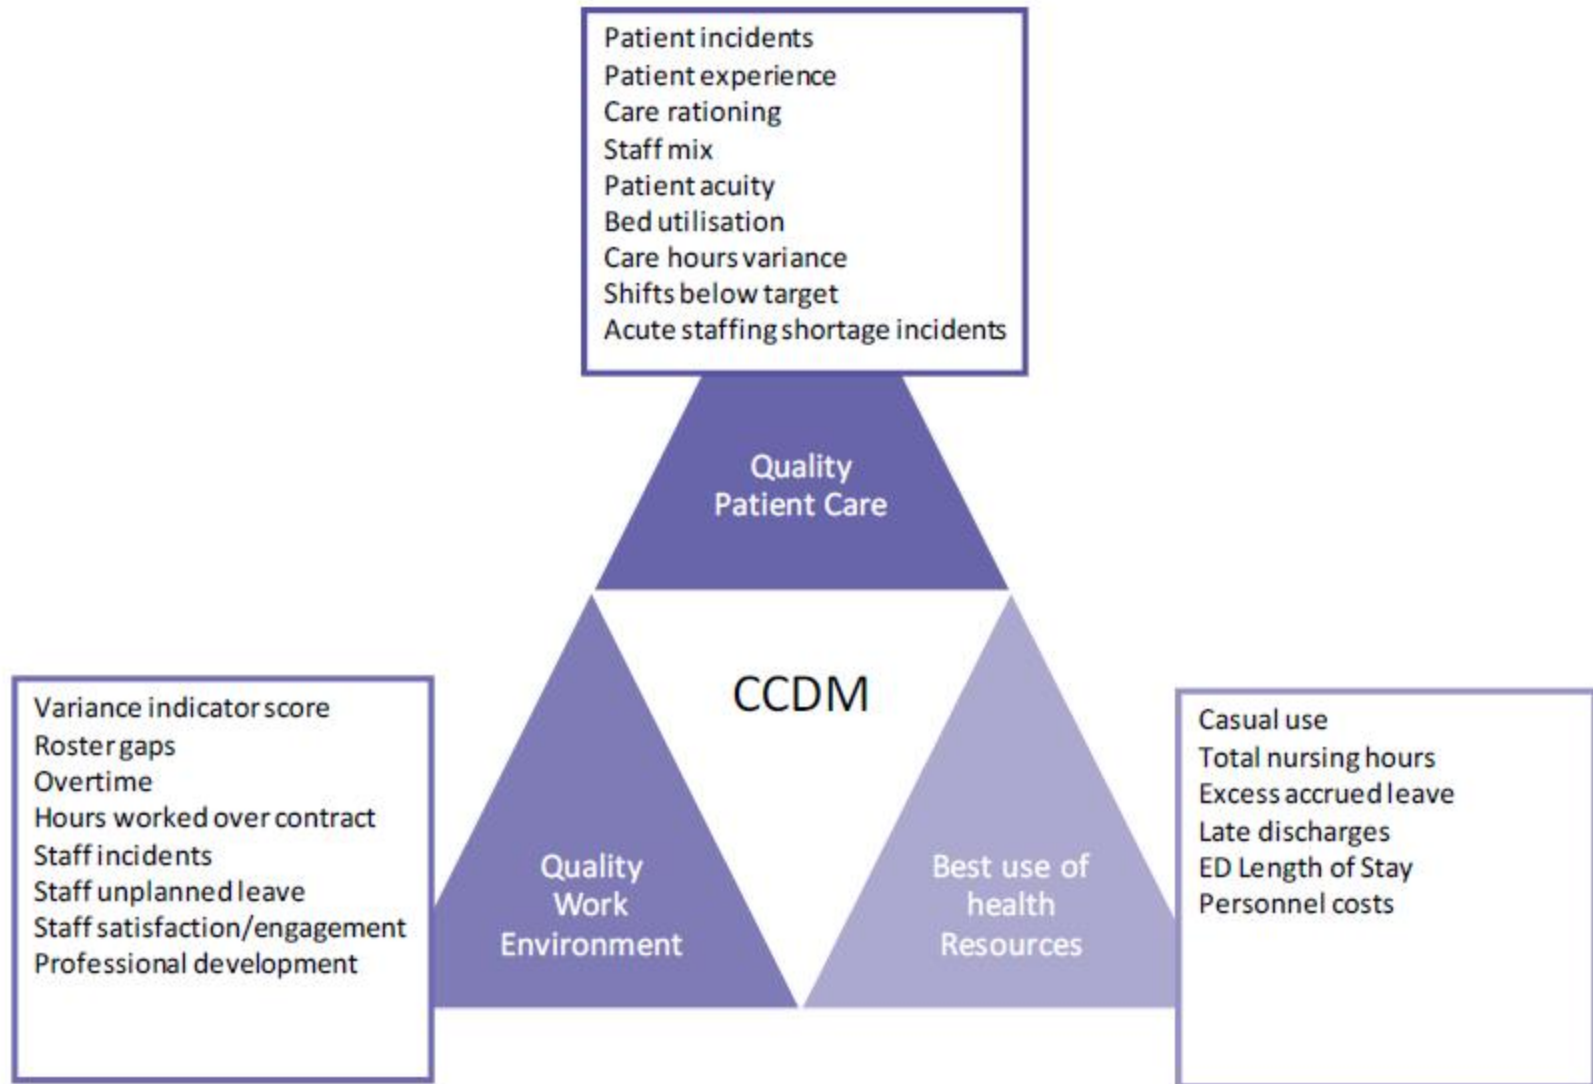 Patient incidents
Patient experience
Care rationing
Staff mix
Patient acuity
Bed utilisation
Care hours variance
Shifts below target
Acute staffing shortage incidents
Quality
Patient Care
CCDM
Variance indicator score
Roster gaps
Overtime
Hours worked over contract
Staff incidents
Staff unplanned leave
Staff satisfaction/engagement
Professional development
Quality
Work
Environment
Best use of
health
Resources
Casual use
Total nursing hours
Excess accrued leave
Late discharges
ED Length of Stay
Personnel costs